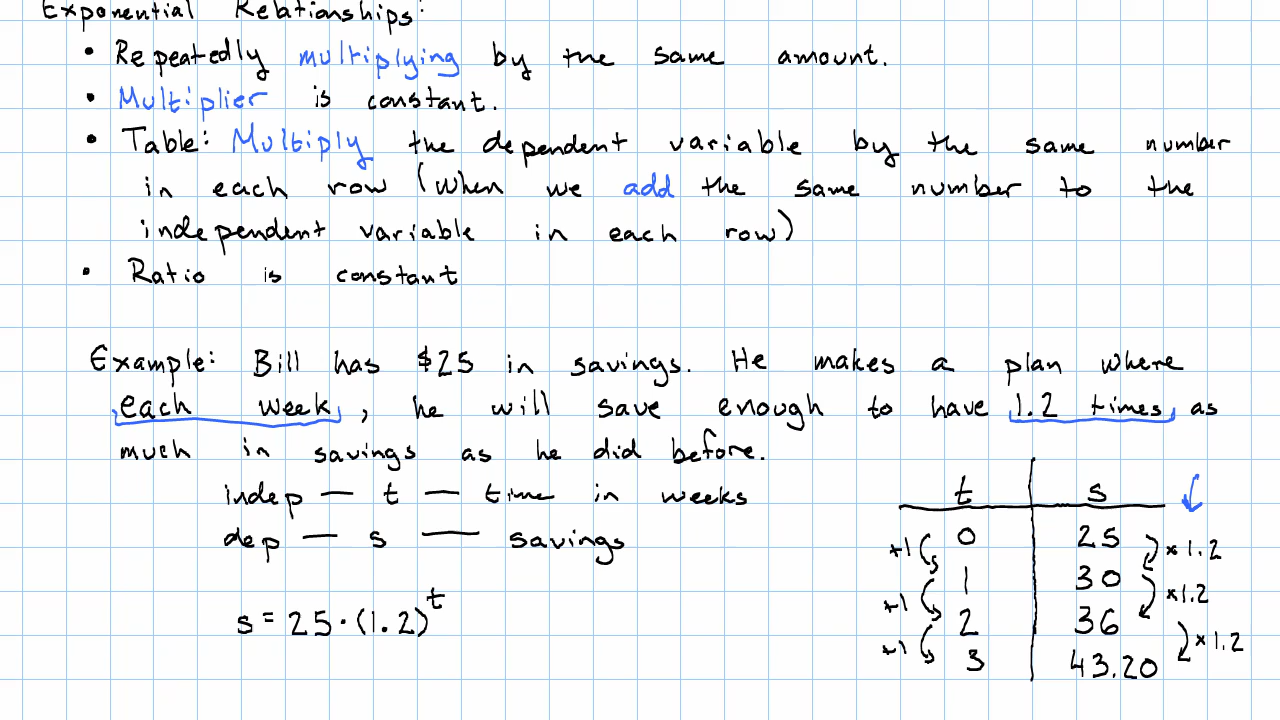 Exponential Relationships:
• Repeatedly multiplying by the same amount.
• Multiplier is constant.
• Table: Multiply the dependent variable by the same number
in each row (when we add the same number to the
independent variable in each row)
• Ratio is constant
Example: Bill has $25 in savings. He makes a plan where
each week, he will save enough to have 1.2 times as
much in savings as he did before.
indep — t — time in weeks
dep — s — savings
s = 25 · (1.2)^t
t s
0 25
+1 × 1.2
1 30
+1 × 1.2
2 36
+1 × 1.2
3 43.20